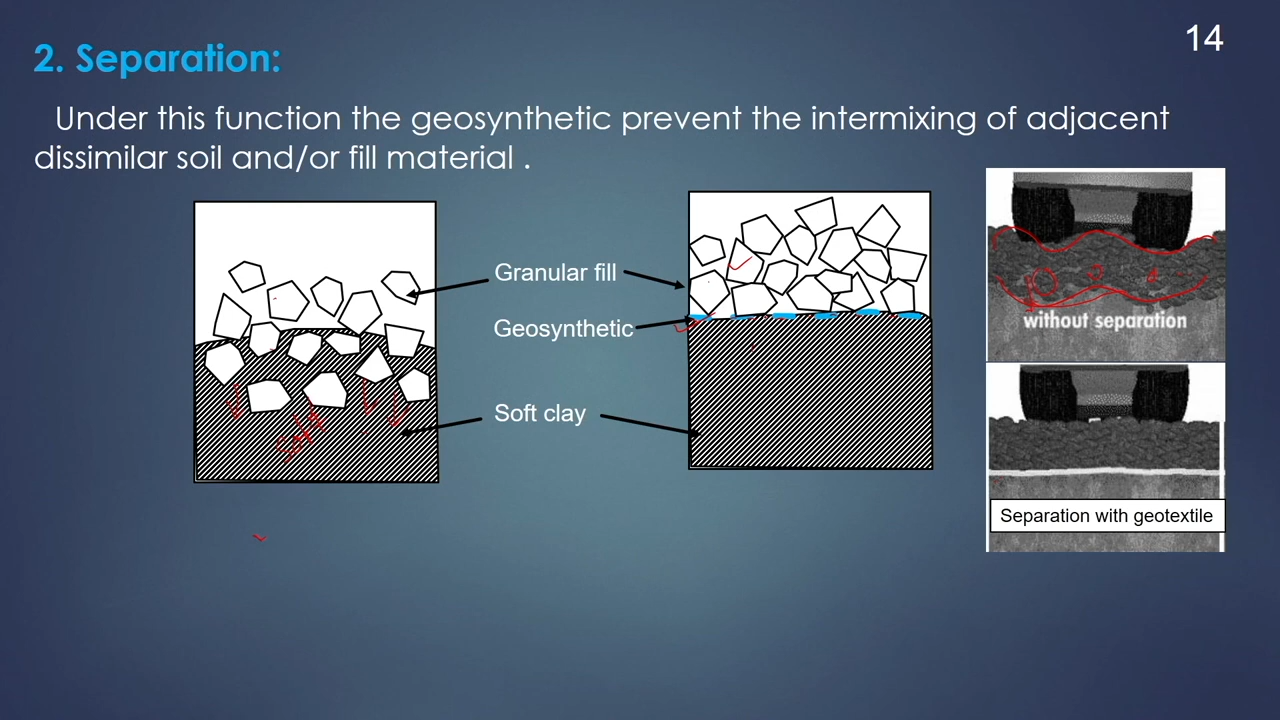 14
2. Separation:
Under this function the geosynthetic prevent the intermixing of adjacent
dissimilar soil and/or fill material .
Granular fill
Geosynthetic
Soft clay
without separation
Separation with geotextile